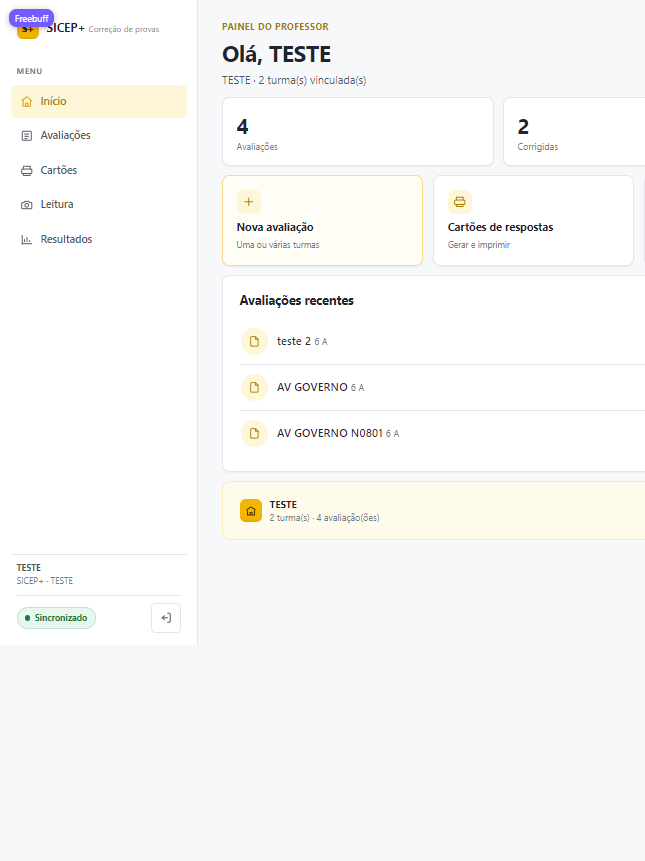 Freebuff
S+ SICEP+ Correção de provas
MENU
Início
Avaliações
Cartões
Leitura
Resultados
TESTE
SICEP+ · TESTE
Sincronizado
PAINEL DO PROFESSOR
Olá, TESTE
TESTE · 2 turma(s) vinculada(s)
4
Avaliações
2
Corrigidas
Nova avaliação
Uma ou várias turmas
Cartões de respostas
Gerar e imprimir
Avaliações recentes
teste 2 6 A
AV GOVERNO 6 A
AV GOVERNO N0801 6 A
TESTE
2 turma(s) · 4 avaliação(ões)